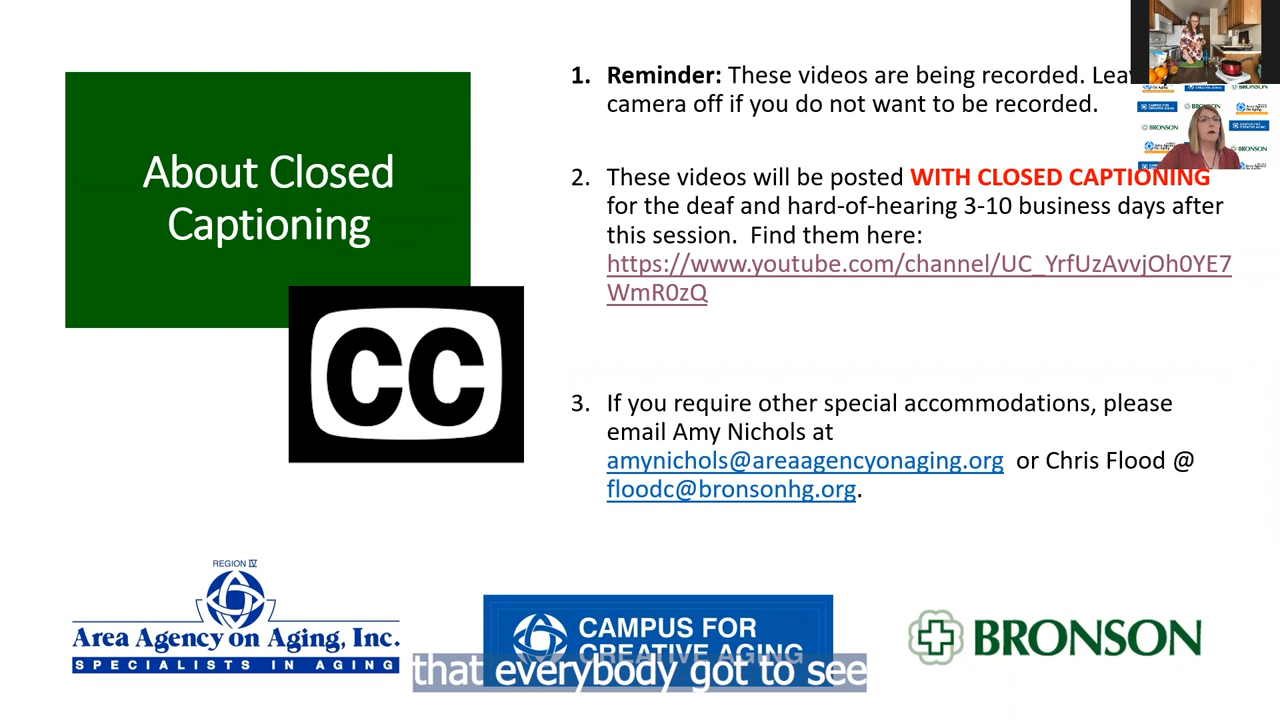 About Closed
Captioning
CC
1. Reminder: These videos are being recorded. Lea
camera off if you do not want to be recorded.
2. These videos will be posted WITH CLOSED CAPTIONING
for the deaf and hard-of-hearing 3-10 business days after
this session. Find them here:
https://www.youtube.com/channel/UC_YrfUzAvvjOh0YE7
WmR0zQ
3. If you require other special accommodations, please
email Amy Nichols at
amynichols@areaagencyonaging.org or Chris Flood @
floodc@bronsonhg.org.
REGION IV
Area Agency on Aging, Inc.
SPECIALISTS IN AGING
CAMPUS FOR
CREATIVE AGING
BRONSON
that everybody got to see
BRONSON